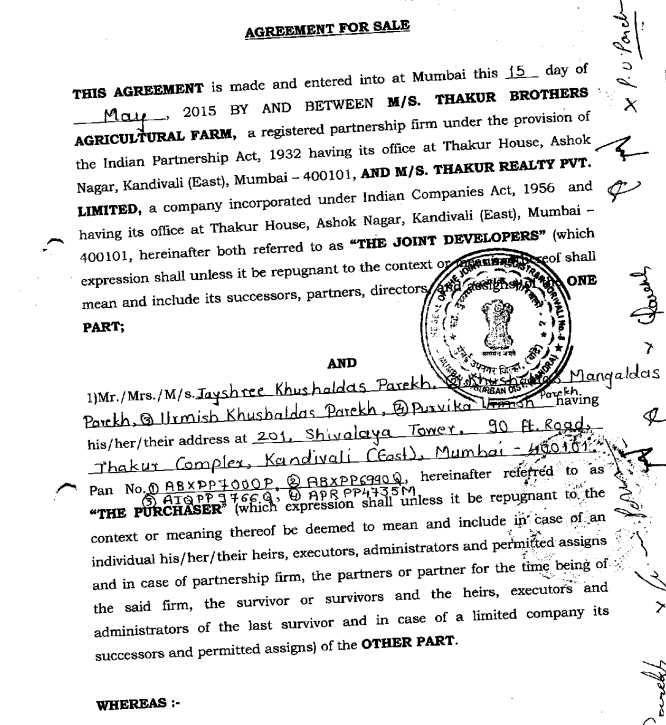 AGREEMENT FOR SALE
THIS AGREEMENT is made and entered into at Mumbai this 15 day of
May, 2015 BY AND BETWEEN M/S. THAKUR BROTHERS
AGRICULTURAL FARM, a registered partnership firm under the provision of
the Indian Partnership Act, 1932 having its office at Thakur House, Ashok
Nagar, Kandivali (East), Mumbai – 400101, AND M/S. THAKUR REALTY PVT.
LIMITED, a company incorporated under Indian Companies Act, 1956 and
having its office at Thakur House, Ashok Nagar, Kandivali (East), Mumbai –
400101, hereinafter both referred to as “THE JOINT DEVELOPERS” (which
expression shall unless it be repugnant to the context or shall
mean and include its successors, partners, directors, ONE
PART;
AND
1)Mr./Mrs./M/s. Jayshree Khushaldas Parekh, Mangaldas
Parekh, ③ Urmish Khushaldas Parekh, ④ Purvika Urmish Parekh. having
his/her/their address at 201, Shivalaya Tower, 90 Ft. Road,
Thakur Complex, Kandivali (East), Mumbai - 400101.
Pan No. ① ABXPP7000P, ② ABXPP6990Q, hereinafter referred to as
③ AIQPP3766Q, ④ APRPP4735M
“THE PURCHASER” (which expression shall unless it be repugnant to the
context or meaning thereof be deemed to mean and include in case of an
individual his/her/their heirs, executors, administrators and permitted assigns
and in case of partnership firm, the partners or partner for the time being of
the said firm, the survivor or survivors and the heirs, executors and
administrators of the last survivor and in case of a limited company its
successors and permitted assigns) of the OTHER PART.
WHEREAS :-